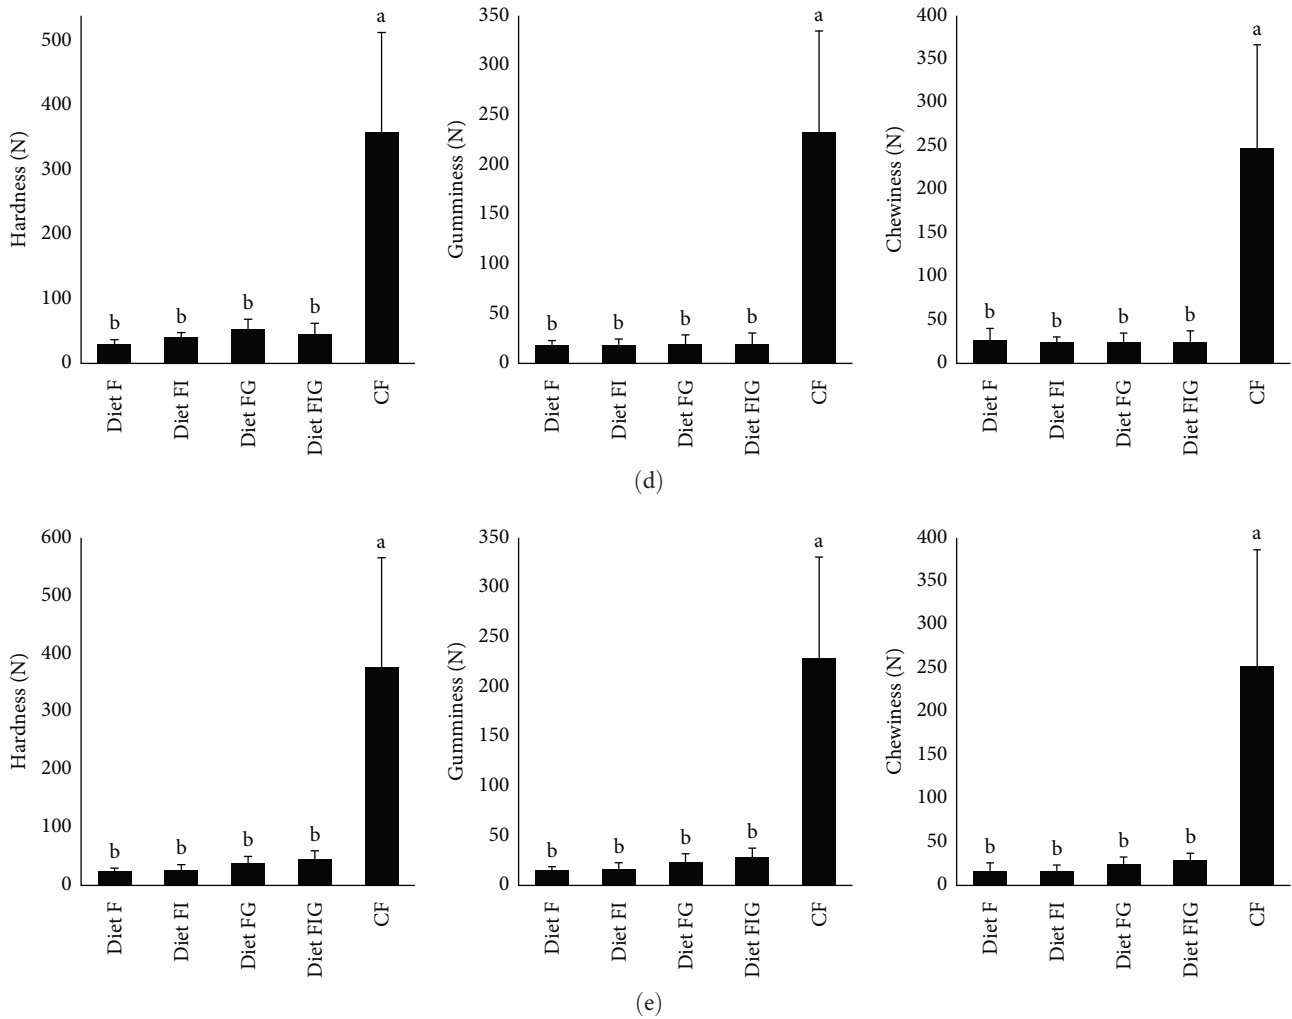 Hardness (N)
500
400
300
200
100
0
b
b
b
b
a
Diet F
Diet FI
Diet FG
Diet FIG
CF
Gumminess (N)
350
300
250
200
150
100
50
0
b
b
b
b
a
Diet F
Diet FI
Diet FG
Diet FIG
CF
Chewiness (N)
400
350
300
250
200
150
100
50
0
b
b
b
b
a
Diet F
Diet FI
Diet FG
Diet FIG
CF
(d)
Hardness (N)
600
500
400
300
200
100
0
b
b
b
b
a
Diet F
Diet FI
Diet FG
Diet FIG
CF
Gumminess (N)
350
300
250
200
150
100
50
0
b
b
b
b
a
Diet F
Diet FI
Diet FG
Diet FIG
CF
Chewiness (N)
400
350
300
250
200
150
100
50
0
b
b
b
b
a
Diet F
Diet FI
Diet FG
Diet FIG
CF
(e)